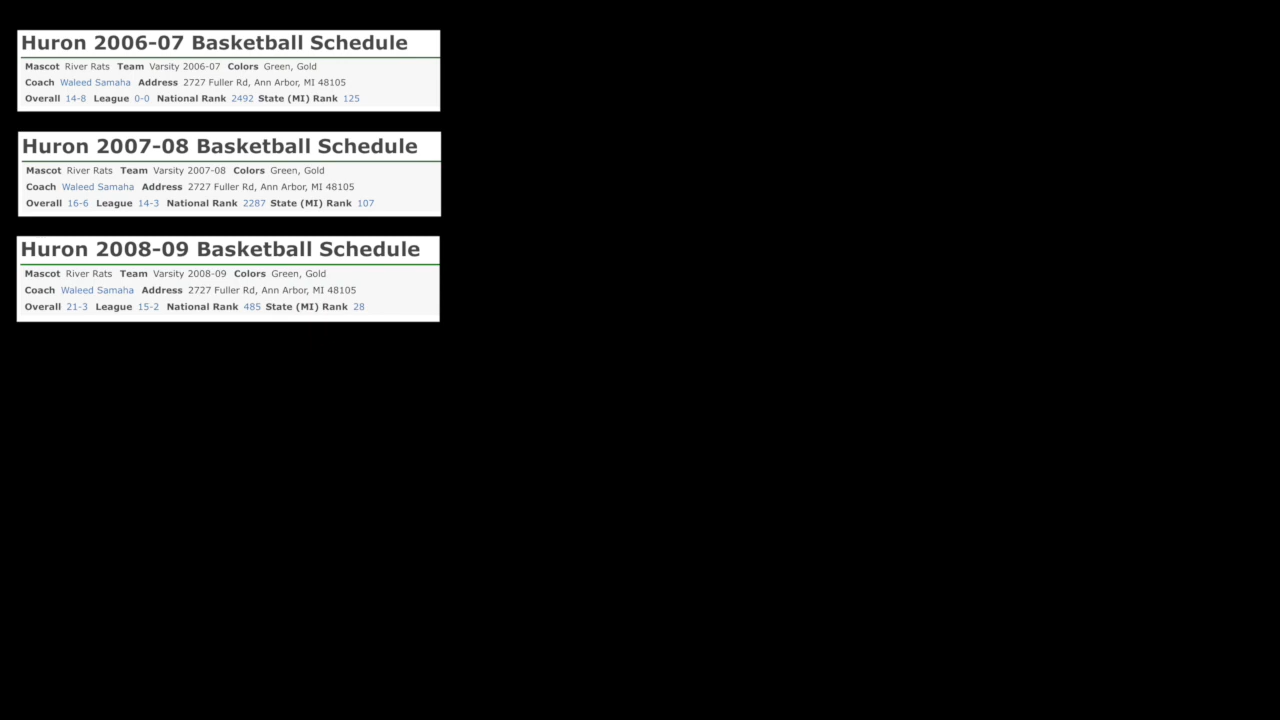 Huron 2006-07 Basketball Schedule
Mascot River Rats Team Varsity 2006-07 Colors Green, Gold
Coach Waleed Samaha Address 2727 Fuller Rd, Ann Arbor, MI 48105
Overall 14-8 League 0-0 National Rank 2492 State (MI) Rank 125
Huron 2007-08 Basketball Schedule
Mascot River Rats Team Varsity 2007-08 Colors Green, Gold
Coach Waleed Samaha Address 2727 Fuller Rd, Ann Arbor, MI 48105
Overall 16-6 League 14-3 National Rank 2287 State (MI) Rank 107
Huron 2008-09 Basketball Schedule
Mascot River Rats Team Varsity 2008-09 Colors Green, Gold
Coach Waleed Samaha Address 2727 Fuller Rd, Ann Arbor, MI 48105
Overall 21-3 League 15-2 National Rank 485 State (MI) Rank 28